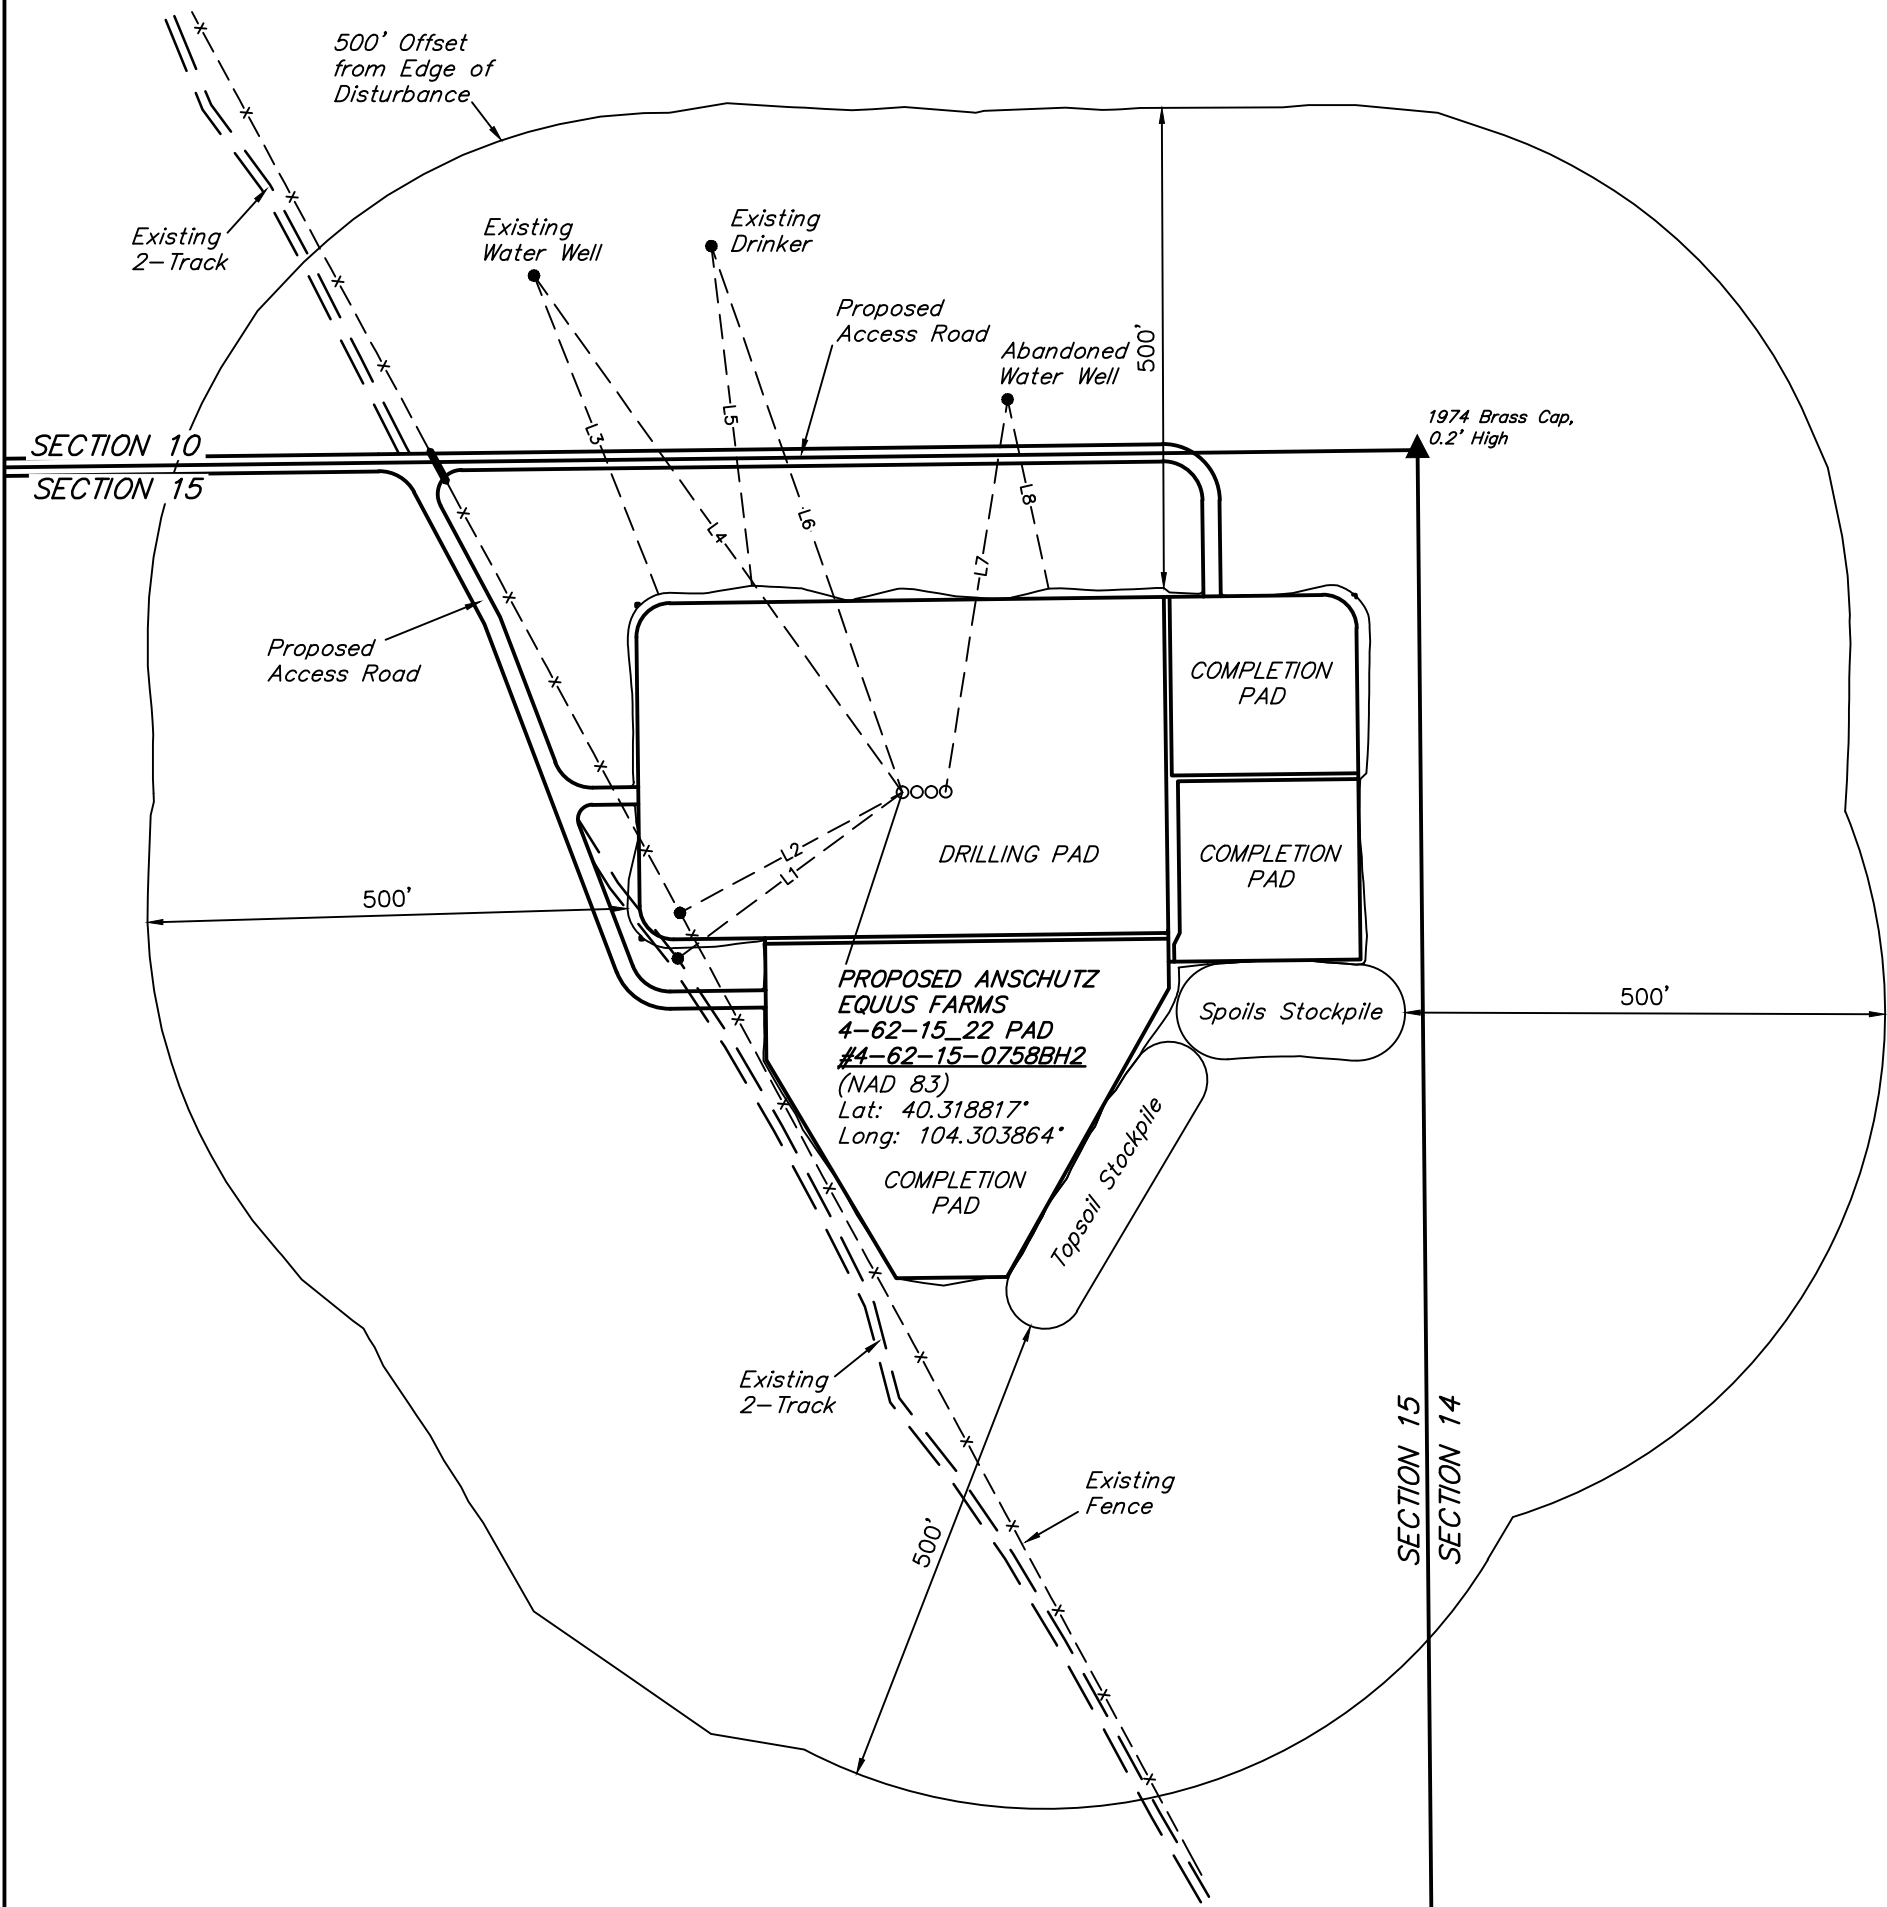 500' Offset
from Edge of
Disturbance
Existing
2-Track
Existing
Water Well
Existing
Drinker
Proposed
Access Road
Abandoned
Water Well
500'
1974 Brass Cap,
0.2' High
SECTION 10
SECTION 15
L3
L5
L4
L6
L7
L8
Proposed
Access Road
COMPLETION
PAD
DRILLING PAD
COMPLETION
PAD
L2
L1
500'
PROPOSED ANSCHUTZ
EQUUS FARMS
4-62-15_22 PAD
#4-62-15-0758BH2
(NAD 83)
Lat: 40.318817°
Long: 104.303864°
COMPLETION
PAD
Spoils Stockpile
500'
Topsoil Stockpile
Existing
2-Track
Existing
Fence
500'
SECTION 15
SECTION 14